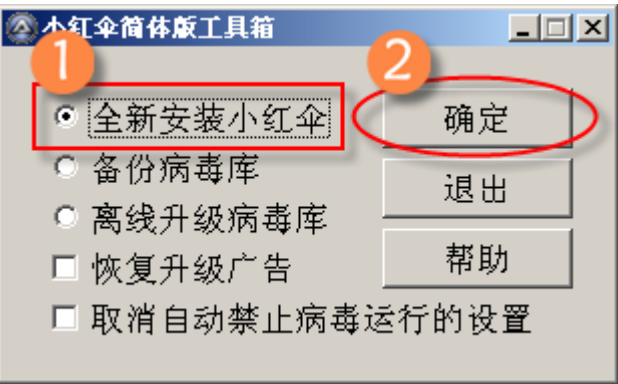 小红伞简体版工具箱
1
2
全新安装小红伞
确定
备份病毒库
退出
离线升级病毒库
恢复升级广告
帮助
取消自动禁止病毒运行的设置